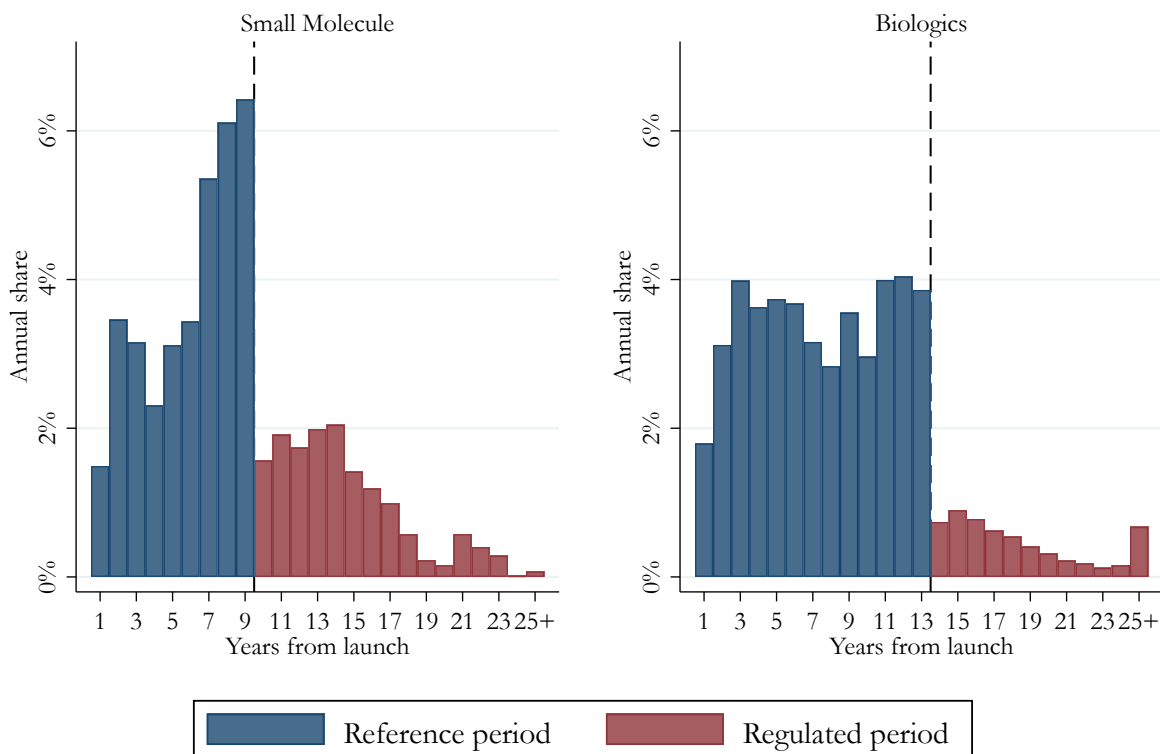 Small Molecule
Annual share
6%
4%
2%
0%
1 3 5 7 9 11 13 15 17 19 21 23 25+
Years from launch
Biologics
Annual share
6%
4%
2%
0%
1 3 5 7 9 11 13 15 17 19 21 23 25+
Years from launch
Reference period Regulated period